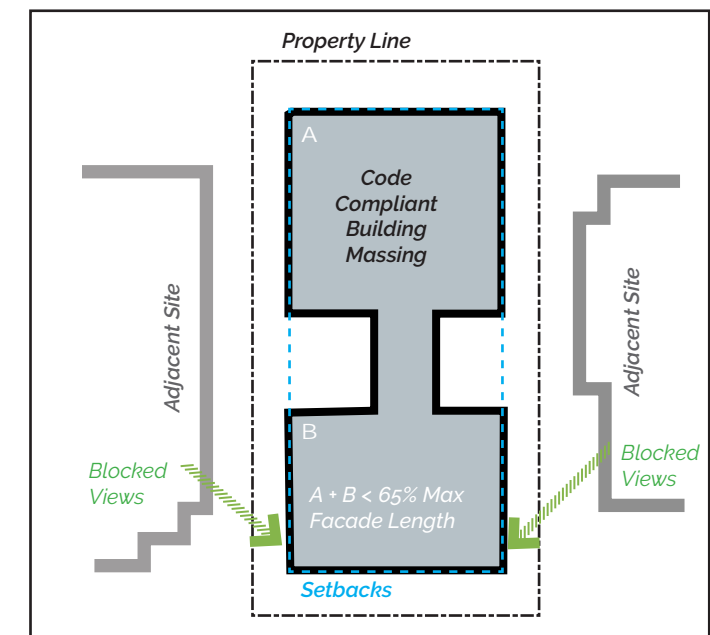 Property Line
A
Code
Compliant
Building
Massing
Adjacent Site
Adjacent Site
B
Blocked
Views
Blocked
Views
A + B < 65% Max
Facade Length
Setbacks